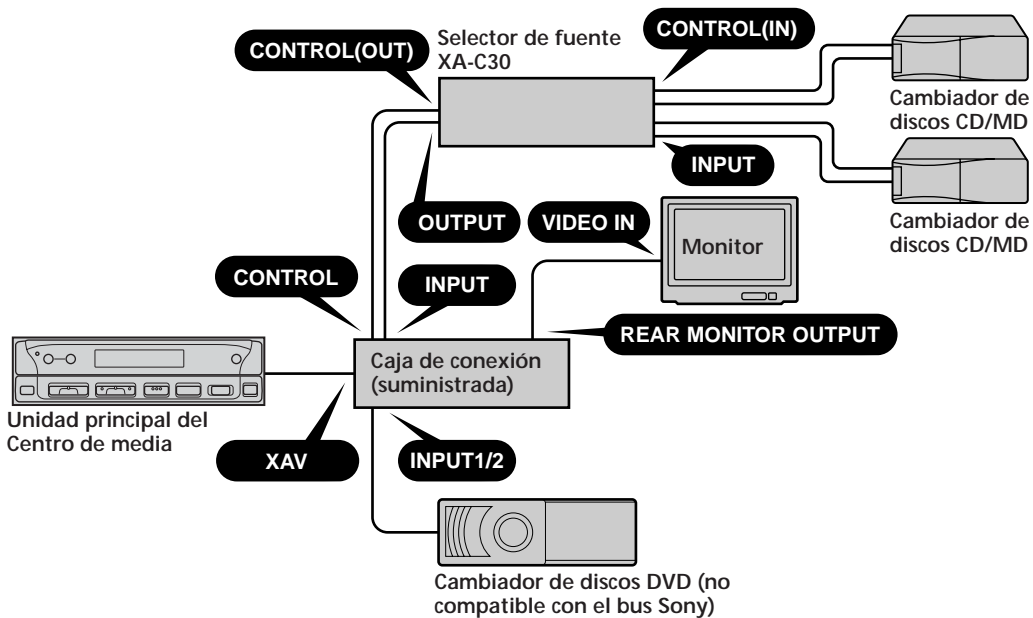 CONTROL(OUT)
Selector de fuente
XA-C30
CONTROL(IN)
Cambiador de
discos CD/MD
INPUT
Cambiador de
discos CD/MD
OUTPUT
VIDEO IN
Monitor
CONTROL
INPUT
REAR MONITOR OUTPUT
Caja de conexión
(suministrada)
Unidad principal del
Centro de media
XAV
INPUT1/2
Cambiador de discos DVD (no
compatible con el bus Sony)